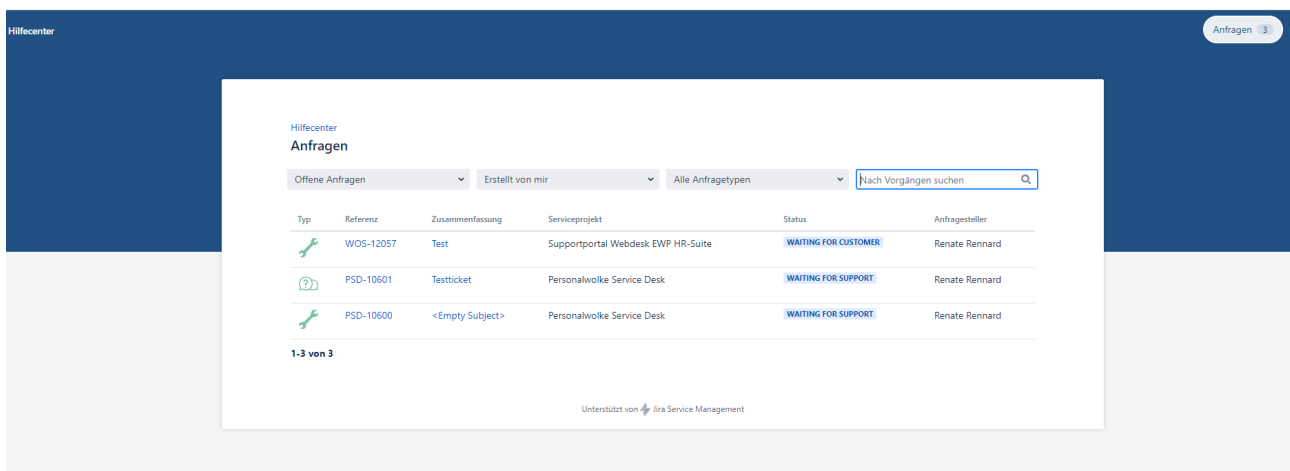 Hilfecenter
Anfragen 3
Hilfecenter
Anfragen
Offene Anfragen Erstellt von mir Alle Anfragetypen Nach Vorgängen suchen
Typ Referenz Zusammenfassung Serviceprojekt Status Anfragesteller
WOS-12057 Test Supportportal Webdesk EWP HR-Suite WAITING FOR CUSTOMER Renate Rennard
PSD-10601 Testticket Personalwolke Service Desk WAITING FOR SUPPORT Renate Rennard
PSD-10600 <Empty Subject> Personalwolke Service Desk WAITING FOR SUPPORT Renate Rennard
1-3 von 3
Unterstützt von Jira Service Management